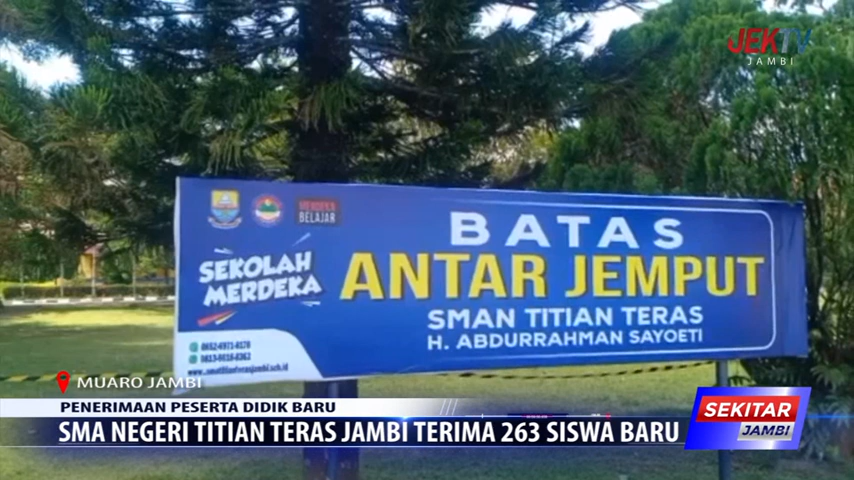 JEKTV
JAMBI
MERDEKA
BELAJAR
BATAS
ANTAR JEMPUT
SEKOLAH
MERDEKA
SMAN TITIAN TERAS
H. ABDURRAHMAN SAYOETI
MUARO JAMBI
PENERIMAAN PESERTA DIDIK BARU
SMA NEGERI TITIAN TERAS JAMBI TERIMA 263 SISWA BARU
SEKITAR
JAMBI